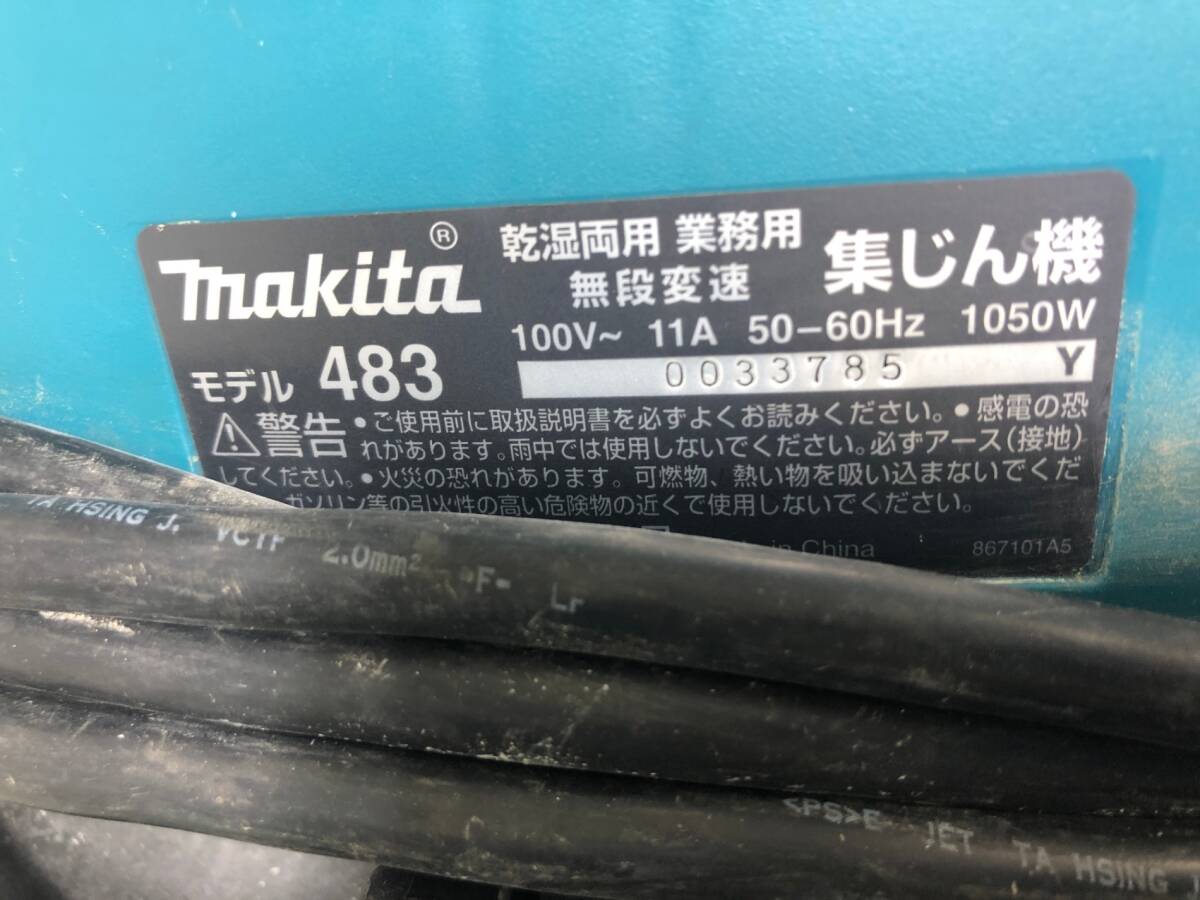 makita®
乾湿両用 業務用
無段変速
集じん機
100V~ 11A 50-60Hz 1050W
モデル 483
0033785 Y
警告
•ご使用前に取扱説明書を必ずよくお読みください。•感電の恐
れがあります。雨中では使用しないでください。必ずアース(接地)
してください。•火災の恐れがあります。可燃物、熱い物を吸い込まないでくだ
ガソリン等の引火性の高い危険物の近くで使用しないでください。
in China
867101A5
TA HSING J. VCTF 2.0mm² -F-
<PS>E JET TA HSING J